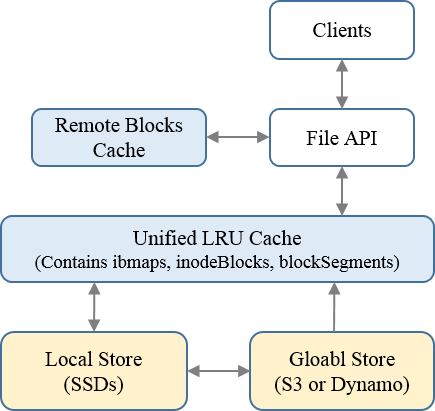 Clients
Remote Blocks
Cache
File API
Unified LRU Cache
(Contains ibmaps, inodeBlocks, blockSegments)
Local Store
(SSDs)
Gloabl Store
(S3 or Dynamo)